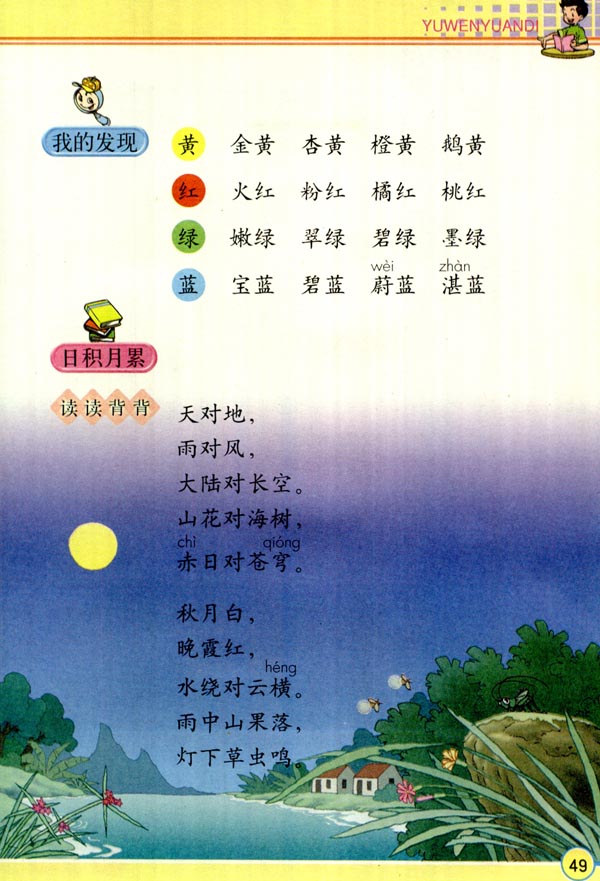 YUWENYUANDI
我的发现
黄 金黄 杏黄 橙黄 鹅黄
红 火红 粉红 橘红 桃红
绿 嫩绿 翠绿 碧绿 墨绿
wèi zhàn
蓝 宝蓝 碧蓝 蔚蓝 湛蓝
日积月累
读读背背
天对地，
雨对风，
大陆对长空。
山花对海树，
chì qióng
赤日对苍穹。
秋月白，
晚霞红，
héng
水绕对云横。
雨中山果落，
灯下草虫鸣。
49